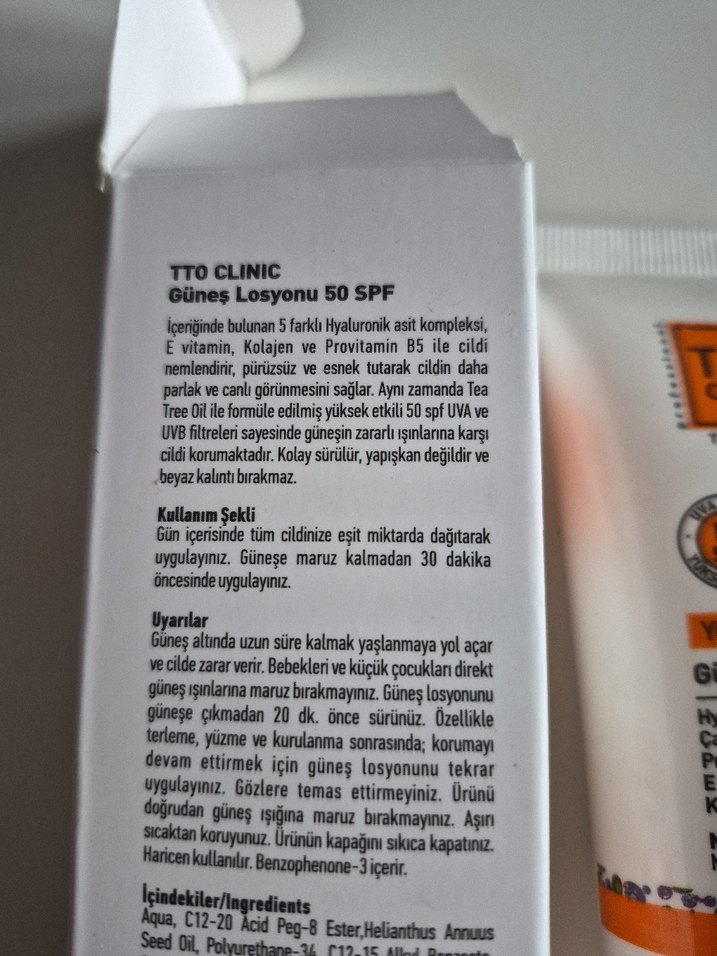 TTO CLINIC
Güneş Losyonu 50 SPF
İçeriğinde bulunan 5 farklı Hyaluronik asit kompleksi,
E vitamin, Kolajen ve Provitamin B5 ile cildi
nemlendirir, pürüzsüz ve esnek tutarak cildin daha
parlak ve canlı görünmesini sağlar. Aynı zamanda Tea
Tree Oil ile formüle edilmiş yüksek etkili 50 spf UVA ve
UVB filtreleri sayesinde güneşin zararlı ışınlarına karşı
cildi korumaktadır. Kolay sürülür, yapışkan değildir ve
beyaz kalıntı bırakmaz.
Kullanım Şekli
Gün içerisinde tüm cildinize eşit miktarda dağıtarak
uygulayınız. Güneşe maruz kalmadan 30 dakika
öncesinde uygulayınız.
Uyarılar
Güneş altında uzun süre kalmak yaşlanmaya yol açar
ve cilde zarar verir. Bebekleri ve küçük çocukları direkt
güneş ışınlarına maruz bırakmayınız. Güneş losyonunu
güneşe çıkmadan 20 dk. önce sürünüz. Özellikle
terleme, yüzme ve kurulanma sonrasında; korumayı
devam ettirmek için güneş losyonunu tekrar
uygulayınız. Gözlere temas ettirmeyiniz. Ürünü
doğrudan güneş ışığına maruz bırakmayınız. Aşırı
sıcaktan koruyunuz. Ürünün kapağını sıkıca kapatınız.
Haricen kullanılır. Benzophenone-3 içerir.
İçindekiler/Ingredients
Aqua, C12-20 Acid Peg-8 Ester,Helianthus Annuus
Seed Oil, Polyurethane-34, C12-15 Alkyl Benzoate
professional
UVA